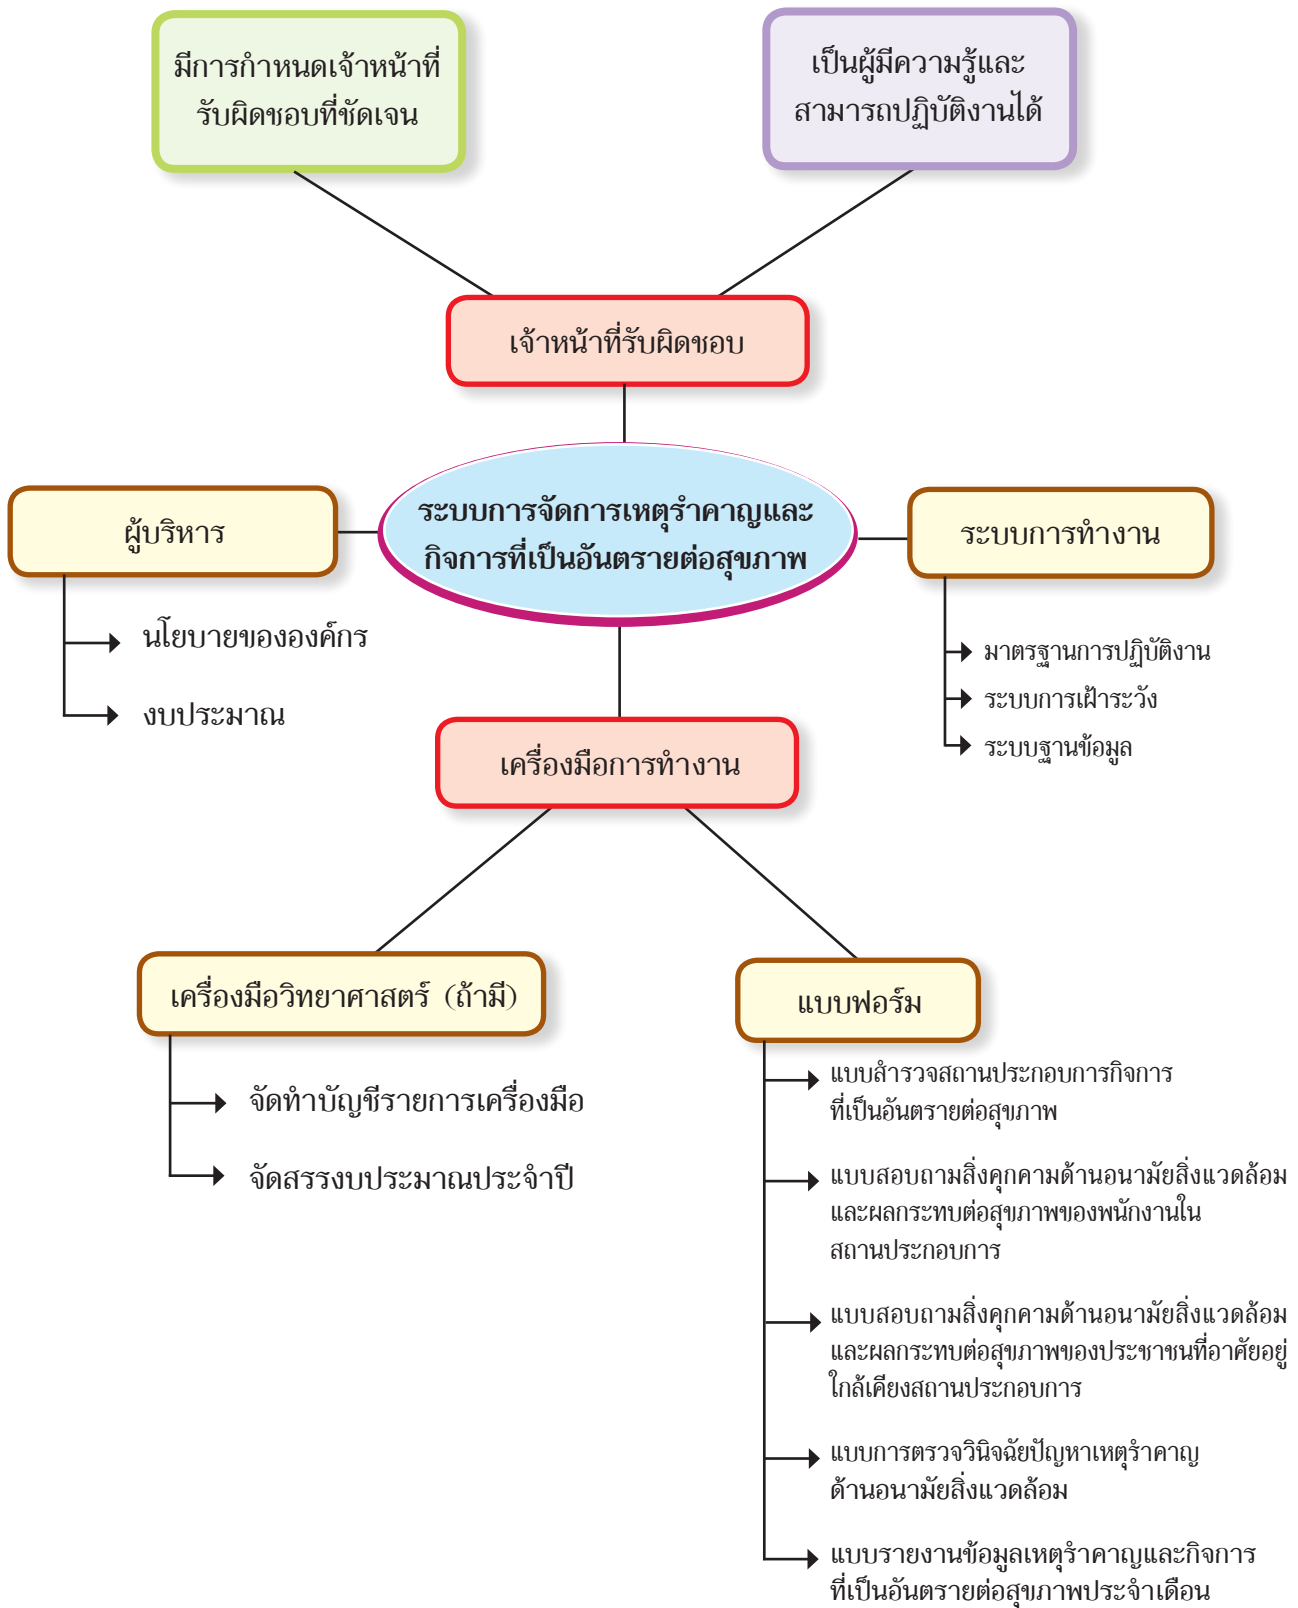 มีการกำหนดเจ้าหน้าที่
รับผิดชอบที่ชัดเจน
เป็นผู้มีความรู้และ
สามารถปฏิบัติงานได้
เจ้าหน้าที่รับผิดชอบ
ระบบการจัดการเหตุรำคาญและ
กิจการที่เป็นอันตรายต่อสุขภาพ
ผู้บริหาร
นโยบายขององค์กร
งบประมาณ
ระบบการทำงาน
มาตรฐานการปฏิบัติงาน
ระบบการเฝ้าระวัง
ระบบฐานข้อมูล
เครื่องมือการทำงาน
เครื่องมือวิทยาศาสตร์ (ถ้ามี)
จัดทำบัญชีรายการเครื่องมือ
จัดสรรงบประมาณประจำปี
แบบฟอร์ม
แบบสำรวจสถานประกอบการกิจการ
ที่เป็นอันตรายต่อสุขภาพ
แบบสอบถามสิ่งคุกคามด้านอนามัยสิ่งแวดล้อม
และผลกระทบต่อสุขภาพของพนักงานใน
สถานประกอบการ
แบบสอบถามสิ่งคุกคามด้านอนามัยสิ่งแวดล้อม
และผลกระทบต่อสุขภาพของประชาชนที่อาศัยอยู่
ใกล้เคียงสถานประกอบการ
แบบการตรวจวินิจฉัยปัญหาเหตุรำคาญ
ด้านอนามัยสิ่งแวดล้อม
แบบรายงานข้อมูลเหตุรำคาญและกิจการ
ที่เป็นอันตรายต่อสุขภาพประจำเดือน